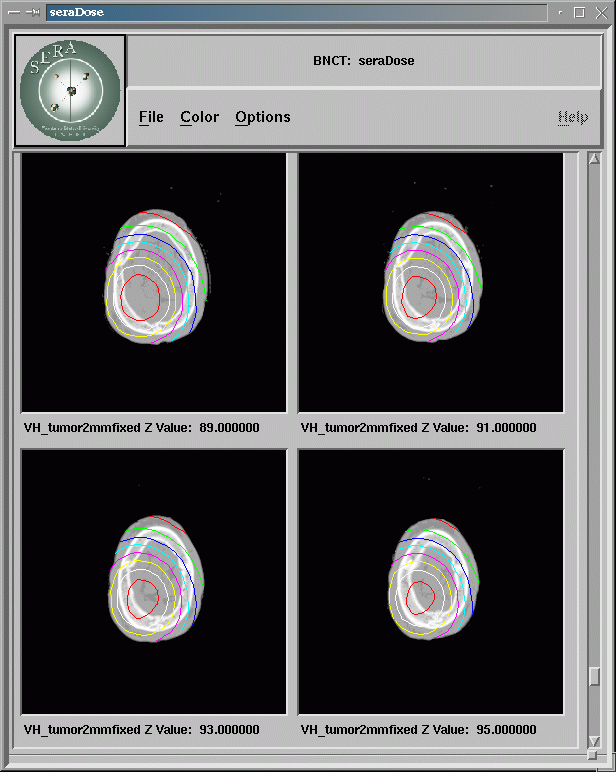 seraDose
SERA
BNCT: seraDose
File Color Options Help
VH_tumor2mmfixed Z Value: 89.000000
VH_tumor2mmfixed Z Value: 91.000000
VH_tumor2mmfixed Z Value: 93.000000
VH_tumor2mmfixed Z Value: 95.000000